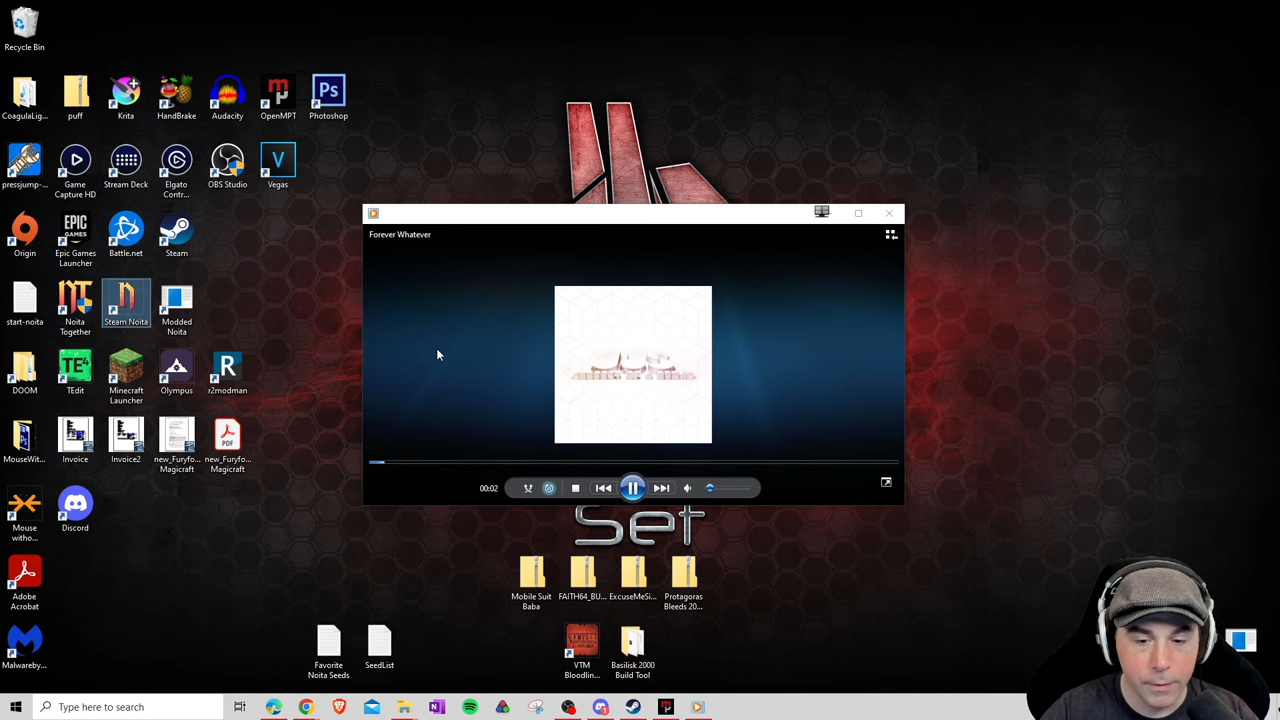 Recycle Bin
CoagulaLig...
puff
Krita
HandBrake
Audacity
OpenMPT
Photoshop
pressjump-...
Game
Capture HD
Stream Deck
Elgato
Contr...
OBS Studio
Vegas
Origin
Epic Games
Launcher
Battle.net
Steam
start-noita
Noita
Together
Steam Noita
Modded
Noita
DOOM
TEdit
Minecraft
Launcher
Olympus
r2modman
MouseWit...
Invoice
Invoice2
new_Furyfo...
Magicraft
new_Furyfo...
Magicraft
Mouse
witho...
Discord
Adobe
Acrobat
Malwareby...
Forever Whatever
00:02
Set
Mobile Suit
Baba
FAITH64_BU...
ExcuseMeSi...
Protagoras
Bleeds 20...
Favorite
Noita Seeds
SeedList
VTM
Bloodlin...
Basilisk 2000
Build Tool
Type here to search